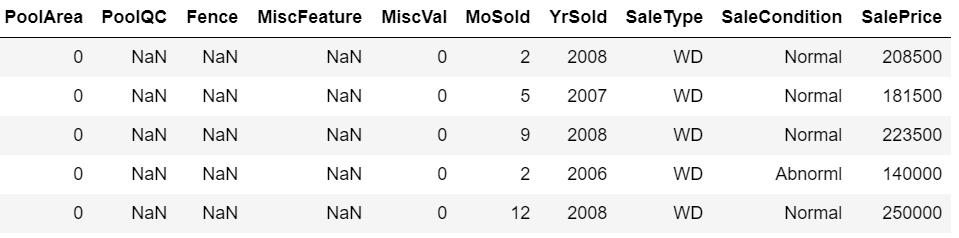 PoolArea PoolQC Fence MiscFeature MiscVal MoSold YrSold SaleType SaleCondition SalePrice
0 NaN NaN NaN 0 2 2008 WD Normal 208500
0 NaN NaN NaN 0 5 2007 WD Normal 181500
0 NaN NaN NaN 0 9 2008 WD Normal 223500
0 NaN NaN NaN 0 2 2006 WD Abnorml 140000
0 NaN NaN NaN 0 12 2008 WD Normal 250000